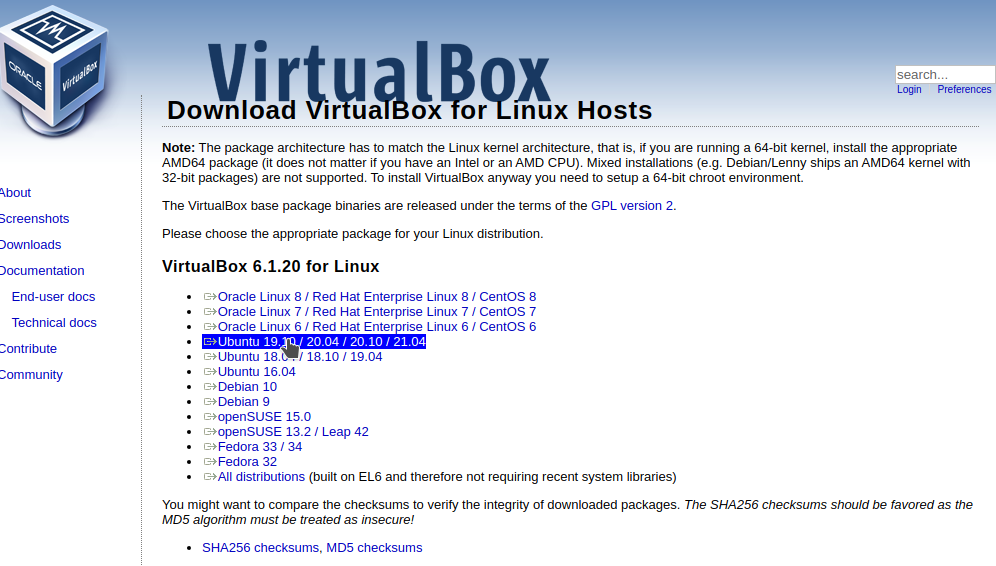 ORACLE
VirtualBox
VirtualBox
search...
Login Preferences
Download VirtualBox for Linux Hosts
Note: The package architecture has to match the Linux kernel architecture, that is, if you are running a 64-bit kernel, install the appropriate
AMD64 package (it does not matter if you have an Intel or an AMD CPU). Mixed installations (e.g. Debian/Lenny ships an AMD64 kernel with
32-bit packages) are not supported. To install VirtualBox anyway you need to setup a 64-bit chroot environment.
The VirtualBox base package binaries are released under the terms of the GPL version 2.
Please choose the appropriate package for your Linux distribution.
About
Screenshots
Downloads
Documentation
End-user docs
Technical docs
Contribute
Community
VirtualBox 6.1.20 for Linux
Oracle Linux 8 / Red Hat Enterprise Linux 8 / CentOS 8
Oracle Linux 7 / Red Hat Enterprise Linux 7 / CentOS 7
Oracle Linux 6 / Red Hat Enterprise Linux 6 / CentOS 6
Ubuntu 19.10 / 20.04 / 20.10 / 21.04
Ubuntu 18.04 / 18.10 / 19.04
Ubuntu 16.04
Debian 10
Debian 9
openSUSE 15.0
openSUSE 13.2 / Leap 42
Fedora 33 / 34
Fedora 32
All distributions (built on EL6 and therefore not requiring recent system libraries)
You might want to compare the checksums to verify the integrity of downloaded packages. The SHA256 checksums should be favored as the
MD5 algorithm must be treated as insecure!
SHA256 checksums, MD5 checksums